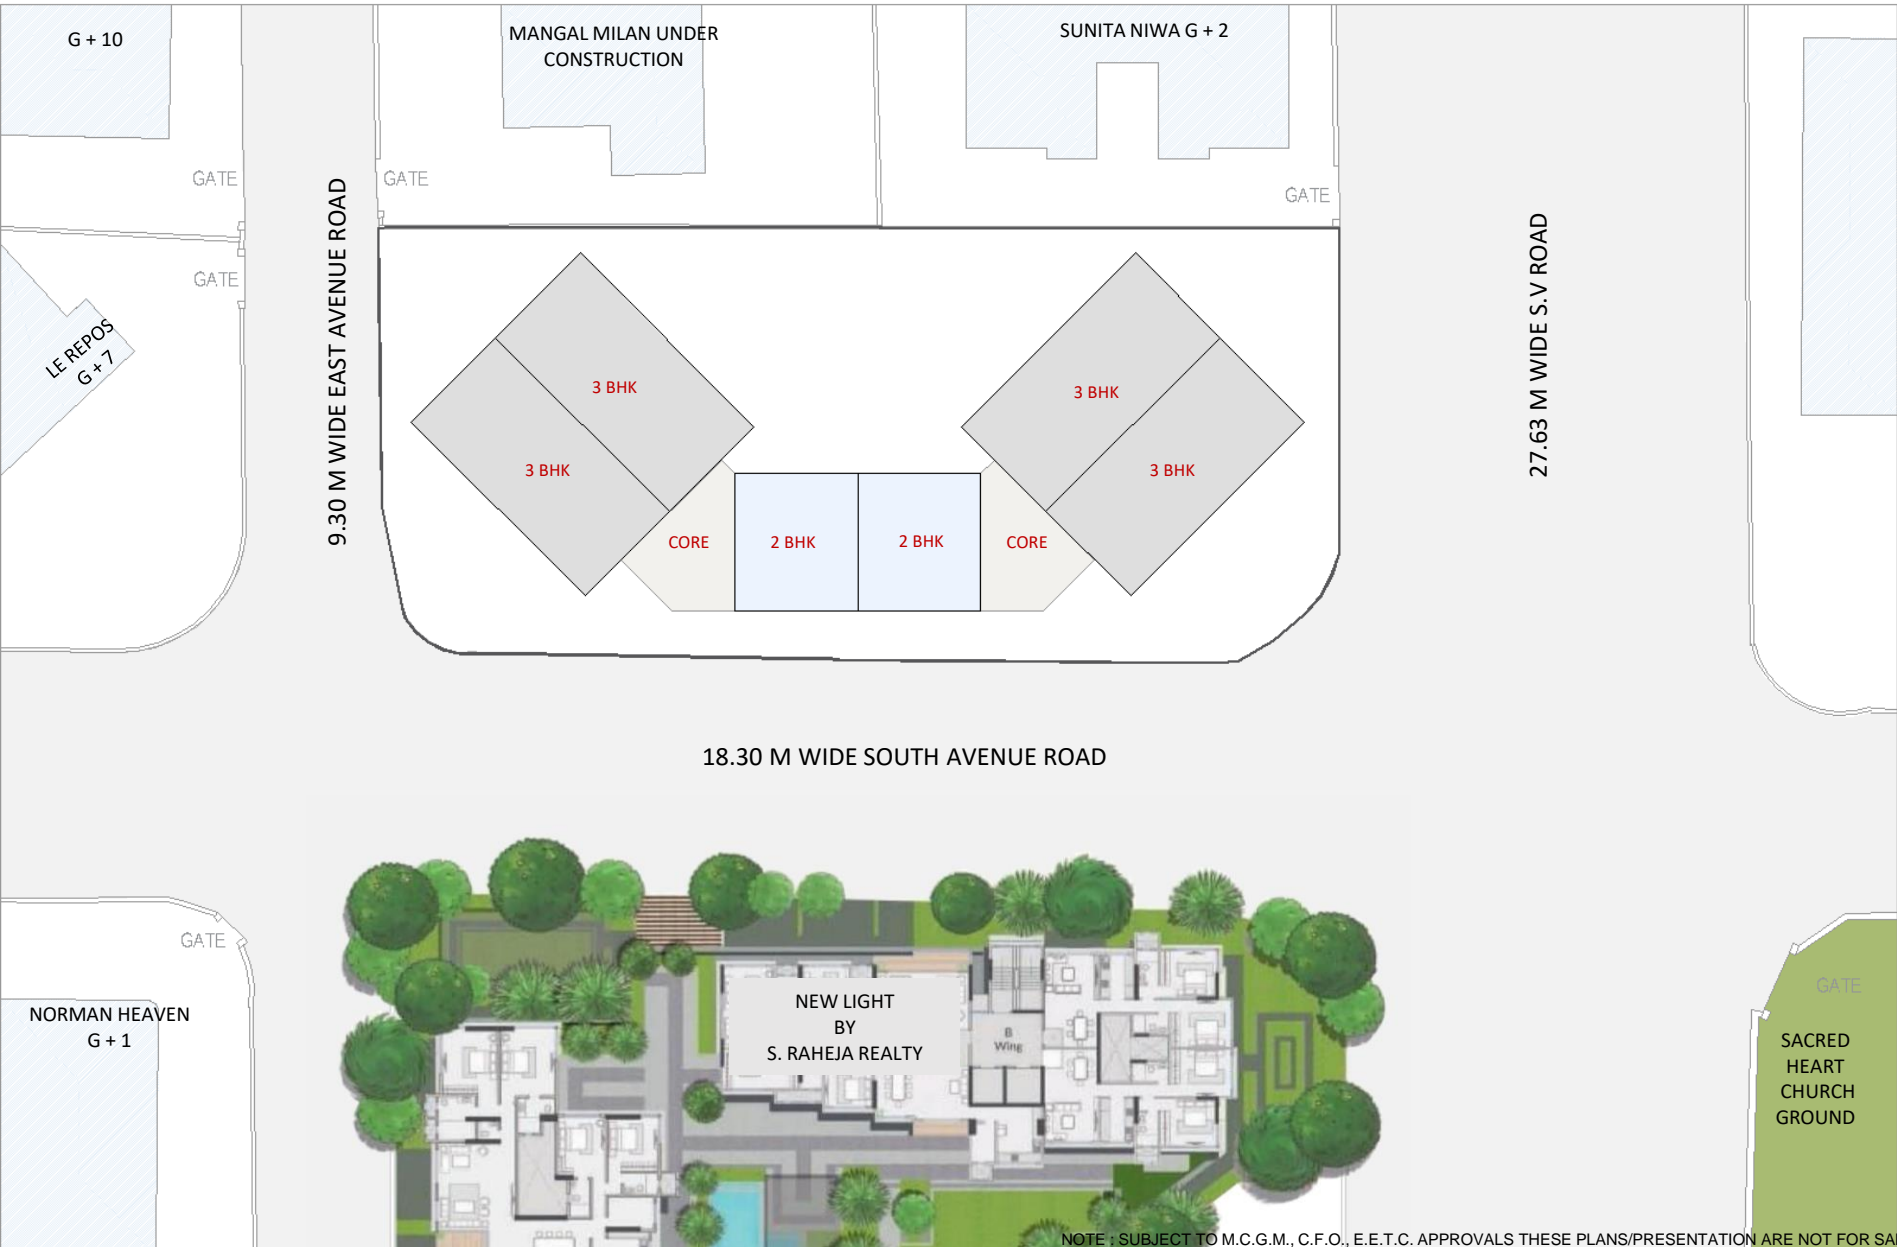 G + 10
MANGAL MILAN UNDER
CONSTRUCTION
SUNITA NIWA G + 2
GATE
GATE
GATE
GATE
LE REPOS
G + 7
9.30 M WIDE EAST AVENUE ROAD
27.63 M WIDE S.V ROAD
3 BHK
3 BHK
3 BHK
3 BHK
CORE
2 BHK
2 BHK
CORE
18.30 M WIDE SOUTH AVENUE ROAD
GATE
NORMAN HEAVEN
G + 1
NEW LIGHT
BY
S. RAHEJA REALTY
B
Wing
GATE
SACRED
HEART
CHURCH
GROUND
NOTE : SUBJECT TO M.C.G.M., C.F.O., E.E.T.C. APPROVALS THESE PLANS/PRESENTATION ARE NOT FOR SA